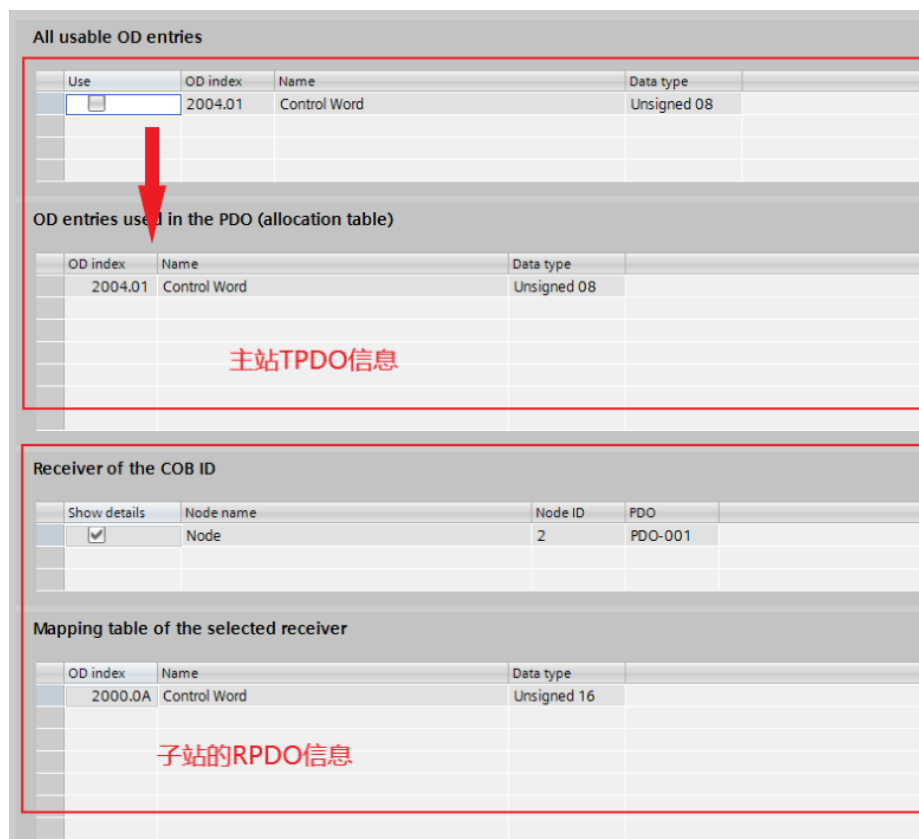 All usable OD entries
Use OD index Name Data type
2004.01 Control Word Unsigned 08
OD entries used in the PDO (allocation table)
OD index Name Data type
2004.01 Control Word Unsigned 08
主站TPDO信息
Receiver of the COB ID
Show details Node name Node ID PDO
Node 2 PDO-001
Mapping table of the selected receiver
OD index Name Data type
2000.0A Control Word Unsigned 16
子站的RPDO信息